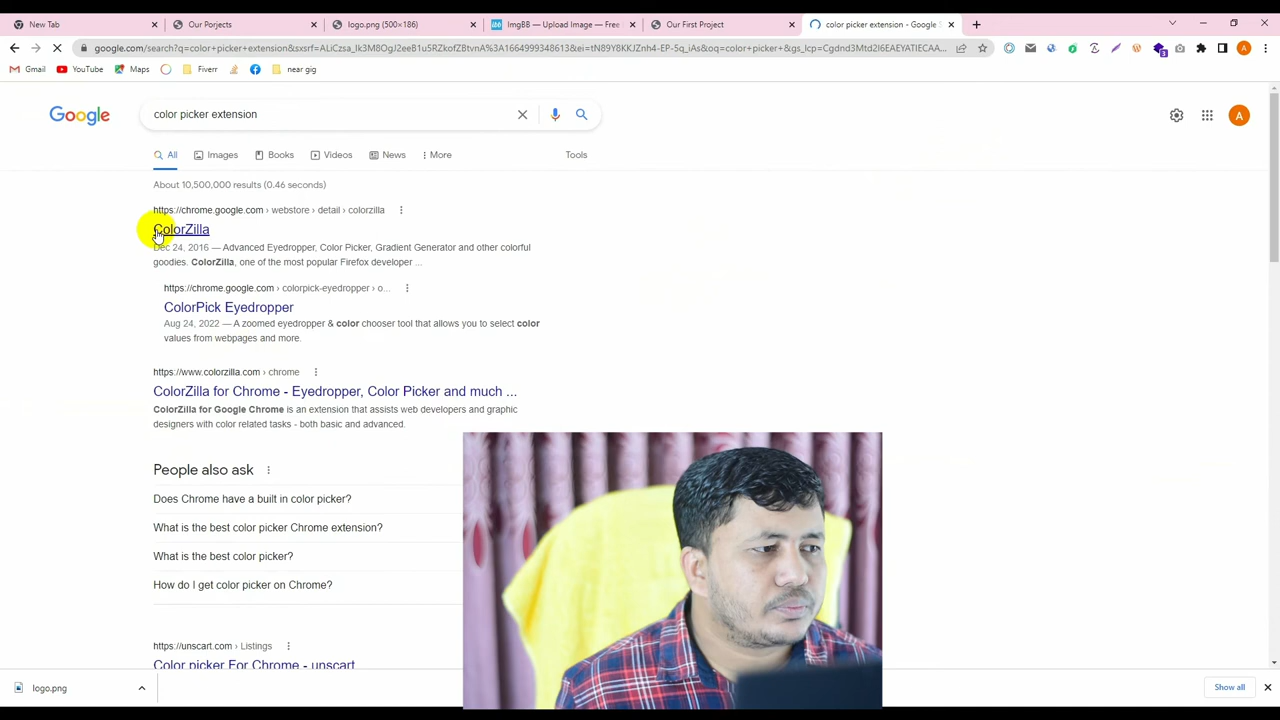 New Tab
Our Porjects
logo.png (500×186)
ImgBB — Upload Image — Free
Our First Project
color picker extension - Google
Gmail
YouTube
Maps
Fiverr
near gig
Google
color picker extension
All
Images
Books
Videos
News
More
Tools
About 10,500,000 results (0.46 seconds)
https://chrome.google.com › webstore › detail › colorzilla
ColorZilla
Dec 24, 2016 — Advanced Eyedropper, Color Picker, Gradient Generator and other colorful
goodies. ColorZilla, one of the most popular Firefox developer ...
https://chrome.google.com › colorpick-eyedropper › o...
ColorPick Eyedropper
Aug 24, 2022 — A zoomed eyedropper & color chooser tool that allows you to select color
values from webpages and more.
https://www.colorzilla.com › chrome
ColorZilla for Chrome - Eyedropper, Color Picker and much ...
ColorZilla for Google Chrome is an extension that assists web developers and graphic
designers with color related tasks - both basic and advanced.
People also ask
Does Chrome have a built in color picker?
What is the best color picker Chrome extension?
What is the best color picker?
How do I get color picker on Chrome?
https://unscart.com › Listings
Color picker For Chrome - unscart
logo.png
Show all